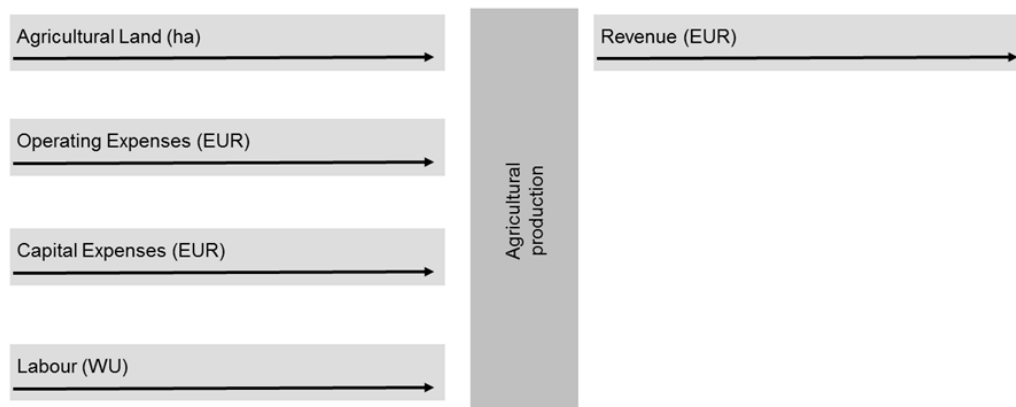 Agricultural Land (ha)
Operating Expenses (EUR)
Capital Expenses (EUR)
Labour (WU)
Agricultural
production
Revenue (EUR)